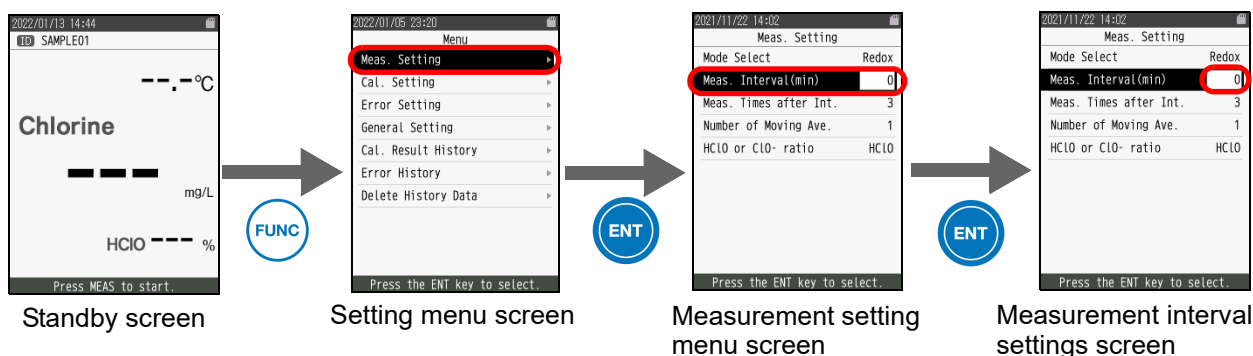 2022/01/13 14:44
ID SAMPLE01
--.-℃
Chlorine
---
mg/L
HClO --- %
Press MEAS to start.
Standby screen
FUNC
2022/01/05 23:20
Menu
Meas. Setting
Cal. Setting
Error Setting
General Setting
Cal. Result History
Error History
Delete History Data
Press the ENT key to select.
Setting menu screen
ENT
2021/11/22 14:02
Meas. Setting
Mode Select Redox
Meas. Interval(min) 0
Meas. Times after Int. 3
Number of Moving Ave. 1
HClO or ClO- ratio HClO
Press the ENT key to select.
Measurement setting
menu screen
ENT
2021/11/22 14:02
Meas. Setting
Mode Select Redox
Meas. Interval(min) 0
Meas. Times after Int. 3
Number of Moving Ave. 1
HClO or ClO- ratio HClO
Press the ENT key to select.
Measurement interval
settings screen